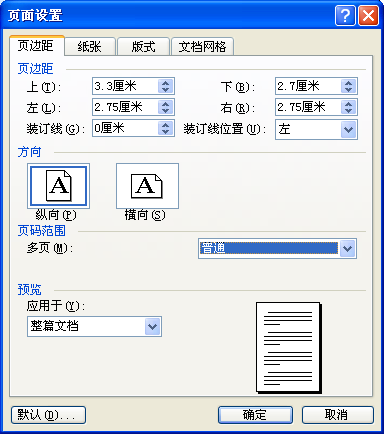 页面设置
页边距 纸张 版式 文档网格
页边距
上(T): 3.3厘米 下(B): 2.7厘米
左(L): 2.75厘米 右(R): 2.75厘米
装订线(G): 0厘米 装订线位置(U): 左
方向
A A
纵向(P) 横向(S)
页码范围
多页(M): 普通
预览
应用于(Y):
整篇文档
默认(D)... 确定 取消